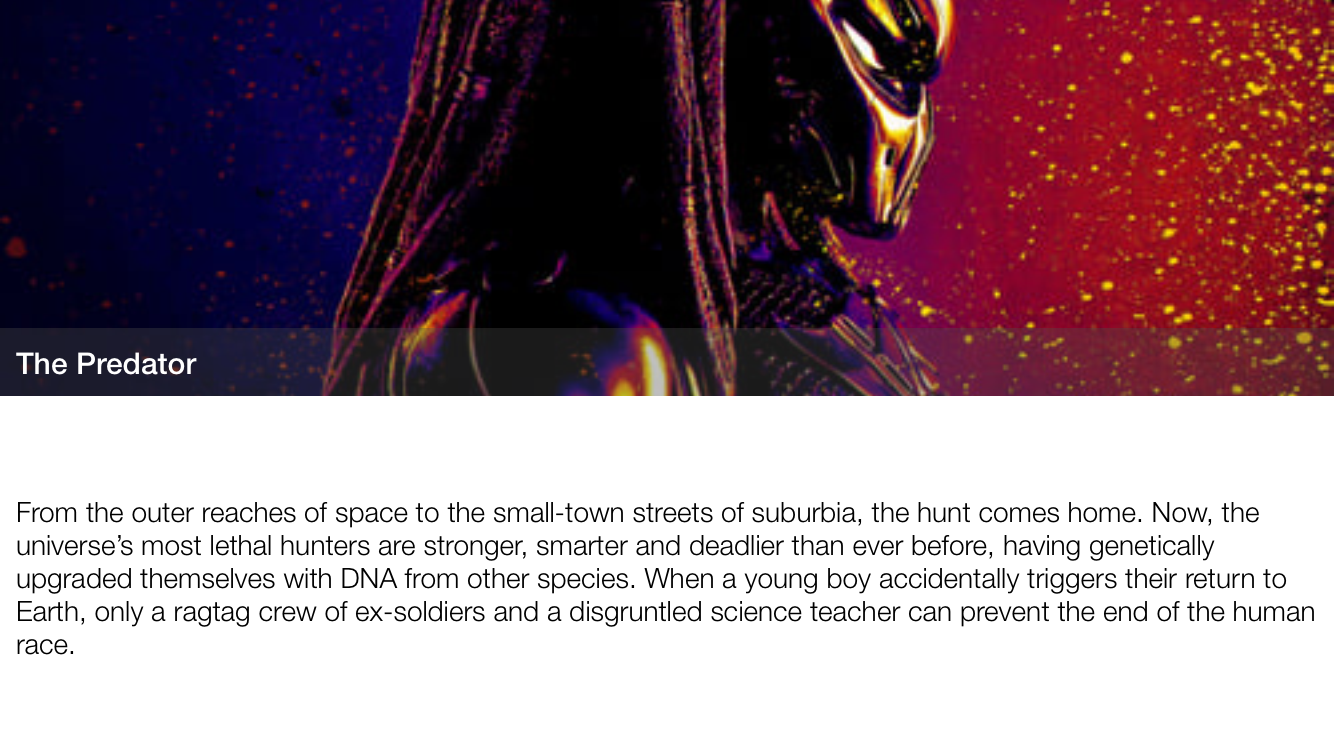 The Predator
From the outer reaches of space to the small-town streets of suburbia, the hunt comes home. Now, the
universe’s most lethal hunters are stronger, smarter and deadlier than ever before, having genetically
upgraded themselves with DNA from other species. When a young boy accidentally triggers their return to
Earth, only a ragtag crew of ex-soldiers and a disgruntled science teacher can prevent the end of the human
race.